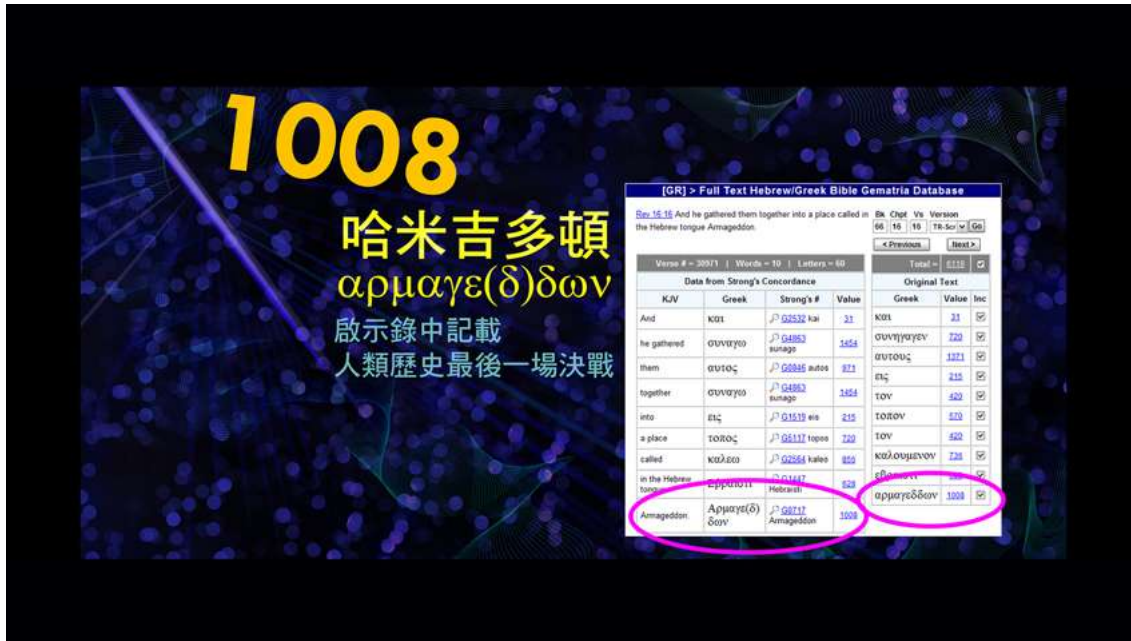 1008
哈米吉多頓
αρμαγε(δ)δων
啟示錄中記載
人類歷史最後一場決戰
[GR] > Full Text Hebrew/Greek Bible Gematria Database
Rev 16:16 And he gathered them together into a place called in
the Hebrew tongue Armageddon.
Bk Chpt Vs Version
66 16 16 TR-Scr Go
< Previous Next >
Verse # = 30971 | Words = 10 | Letters = 60
Total = 6118
Data from Strong's Concordance
Original Text
KJV Greek Strong's # Value
Greek Value Inc
And και G2532 kai 31
he gathered συναγω G4863 sunago 1454
them αυτος G0846 autos 971
together συναγω G4863 sunago 1454
into εις G1519 eis 215
a place τοπος G5117 topos 720
called καλεω G2564 kaleo 856
in the Hebrew tongue G1447 Hebraisti 628
Armageddon. Αρμαγε(δ)δων G0717 Armageddon 1008
και 31
συνηγαγεν 720
αυτους 1371
εις 215
τον 420
τοπον 570
τον 420
καλουμενον 736
αρμαγεδδων 1008